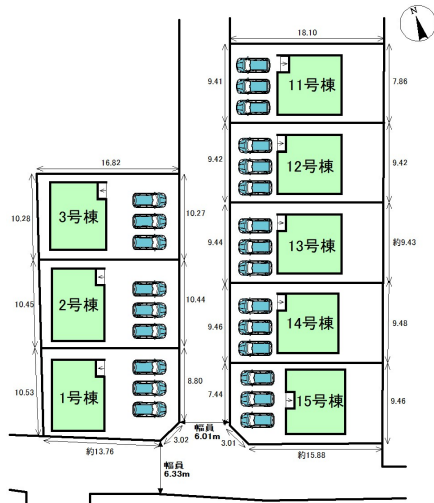 N
18.10
9.41
11号棟
7.86
9.42
12号棟
9.42
16.82
10.28
3号棟
10.27
9.44
13号棟
約9.43
10.45
2号棟
10.44
9.46
14号棟
9.48
10.53
1号棟
8.80
7.44
15号棟
9.46
3.02
幅員
6.01m
3.01
約13.76
約15.88
幅員
6.33m